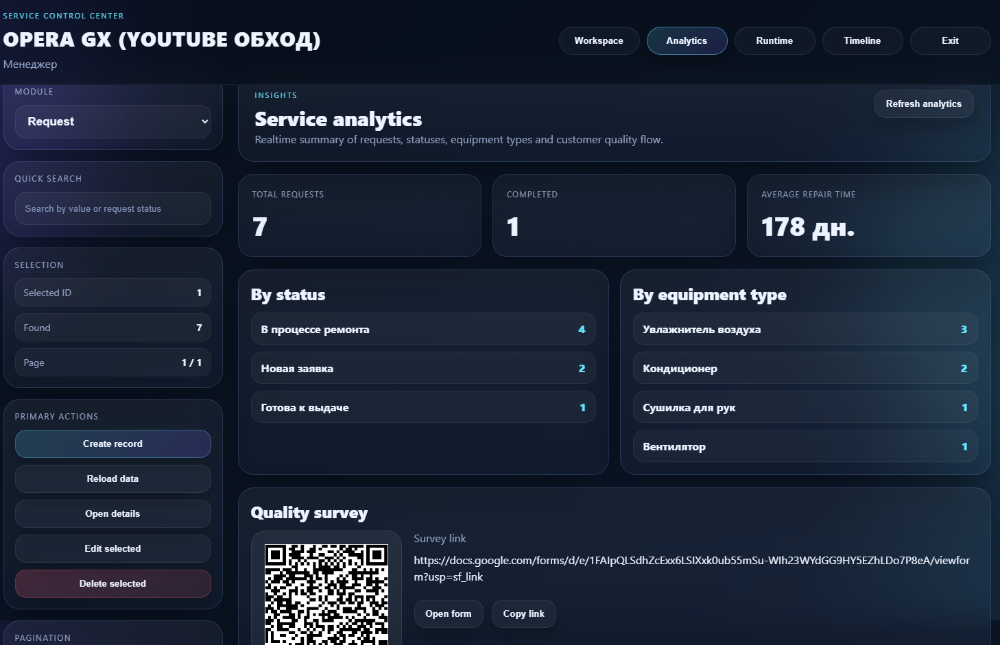 SERVICE CONTROL CENTER
OPERA GX (YOUTUBE ОБХОД)
Менеджер
Workspace
Analytics
Runtime
Timeline
Exit
MODULE
Request
QUICK SEARCH
Search by value or request status
SELECTION
Selected ID 1
Found 7
Page 1 / 1
PRIMARY ACTIONS
Create record
Reload data
Open details
Edit selected
Delete selected
PAGINATION
INSIGHTS
Service analytics
Realtime summary of requests, statuses, equipment types and customer quality flow.
Refresh analytics
TOTAL REQUESTS
7
COMPLETED
1
AVERAGE REPAIR TIME
178 дн.
By status
В процессе ремонта 4
Новая заявка 2
Готова к выдаче 1
By equipment type
Увлажнитель воздуха 3
Кондиционер 2
Сушилка для рук 1
Вентилятор 1
Quality survey
Survey link
https://docs.google.com/forms/d/e/1FAIpQLSdhZcExx6LSIXxk0ub55mSu-WIh23WYdGG9HY5EZhLDo7P8eA/viewfor
m?usp=sf_link
Open form
Copy link